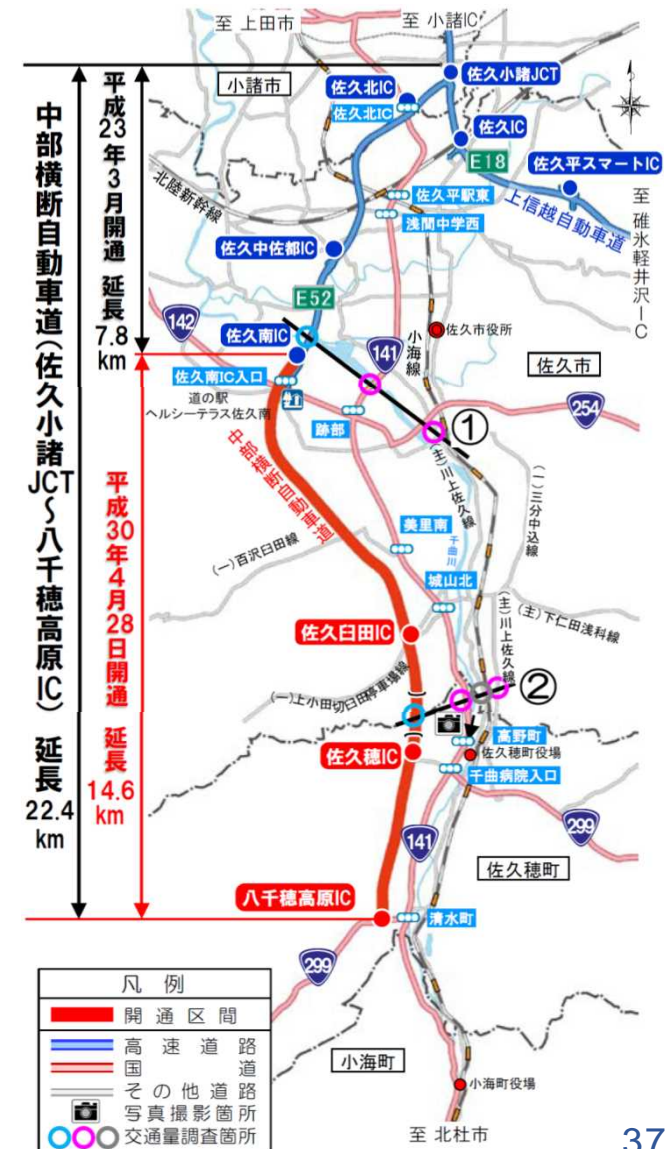 至 上田市
至 小諸IC
小諸市
佐久北IC
佐久北IC
佐久小諸JCT
佐久IC
E18
佐久平スマートIC
北陸新幹線
佐久平駅東
上信越自動車道
至 碓氷軽井沢IC
浅間中学西
佐久中佐都IC
E52
142
佐久南IC
141
小海線
佐久市役所
佐久市
佐久南IC入口
道の駅
ヘルシーテラス佐久南
跡部
254
①
中部横断自動車道
(主)川上佐久線
(一)三分中込線
美里南
千曲川
(一)百沢臼田線
城山北
(主)川上佐久線
(主)下仁田浅科線
佐久臼田IC
(一)上小田切臼田停車場線
②
高野町
佐久穂IC
佐久穂町役場
千曲病院入口
299
141
佐久穂町
八千穂高原IC
清水町
299
小海町
小海町役場
至 北杜市
中部横断自動車道(佐久小諸JCT~八千穂高原IC) 延長
22.4
km
平成23年3月開通 延長
7.8
km
平成30年4月28日開通 延長
14.6
km
凡 例
開通区間
高速道路
国道
その他道路
写真撮影箇所
交通量調査箇所
37